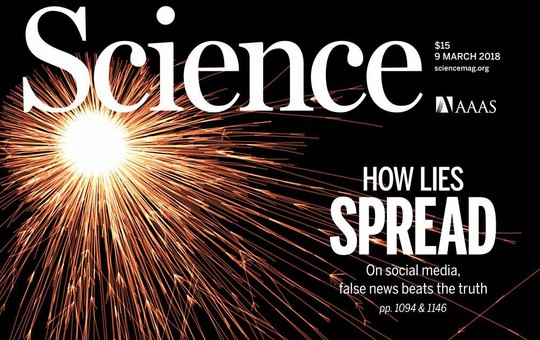 Science
$15
9 MARCH 2018
sciencemag.org
AAAS
HOW LIES
SPREAD
On social media,
false news beats the truth
pp. 1094 & 1146